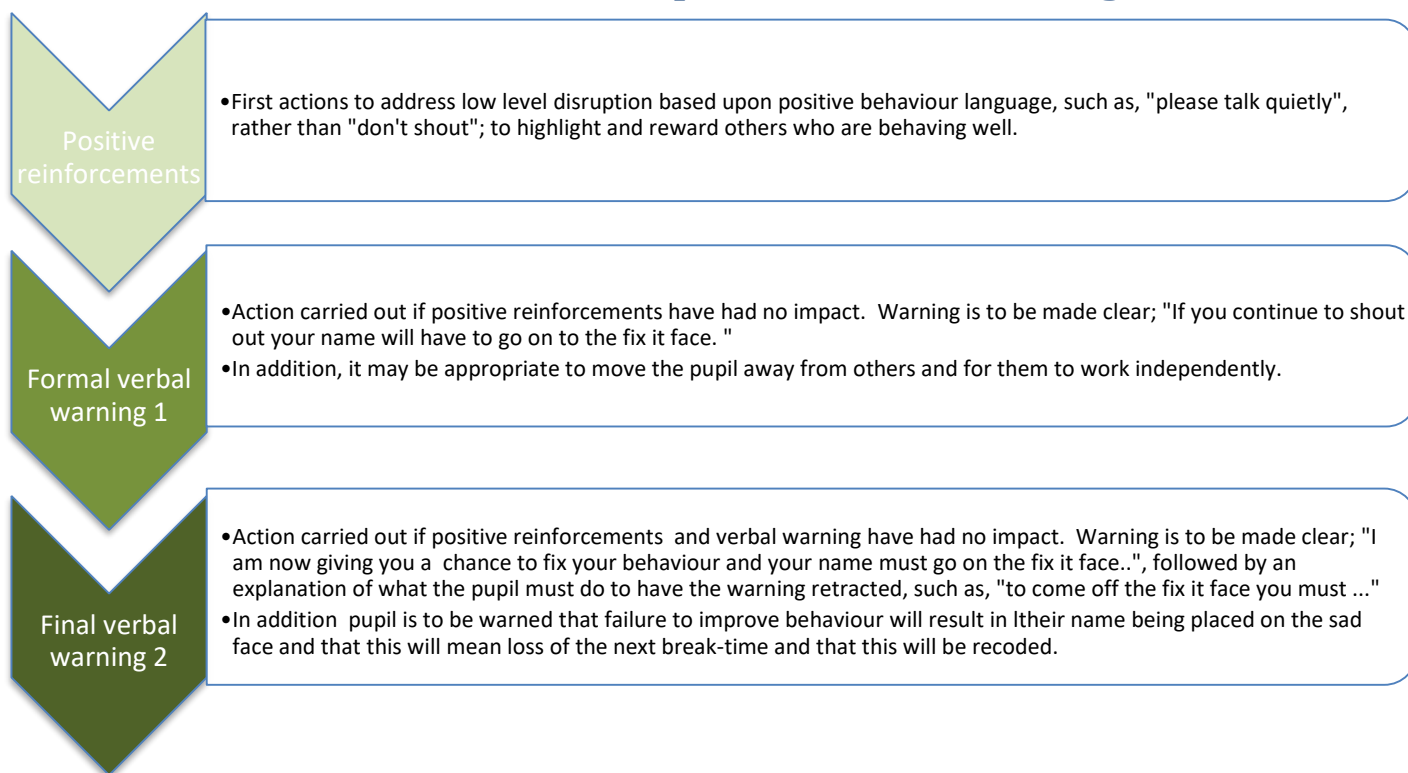 Positive
reinforcements
•First actions to address low level disruption based upon positive behaviour language, such as, "please talk quietly",
rather than "don't shout"; to highlight and reward others who are behaving well.
Formal verbal
warning 1
•Action carried out if positive reinforcements have had no impact.  Warning is to be made clear; "If you continue to shout
out your name will have to go on to the fix it face. "
•In addition, it may be appropriate to move the pupil away from others and for them to work independently.
Final verbal
warning 2
•Action carried out if positive reinforcements  and verbal warning have had no impact.  Warning is to be made clear; "I
am now giving you a  chance to fix your behaviour and your name must go on the fix it face..", followed by an
explanation of what the pupil must do to have the warning retracted, such as, "to come off the fix it face you must ..."
•In addition  pupil is to be warned that failure to improve behaviour will result in ltheir name being placed on the sad
face and that this will mean loss of the next break-time and that this will be recoded.